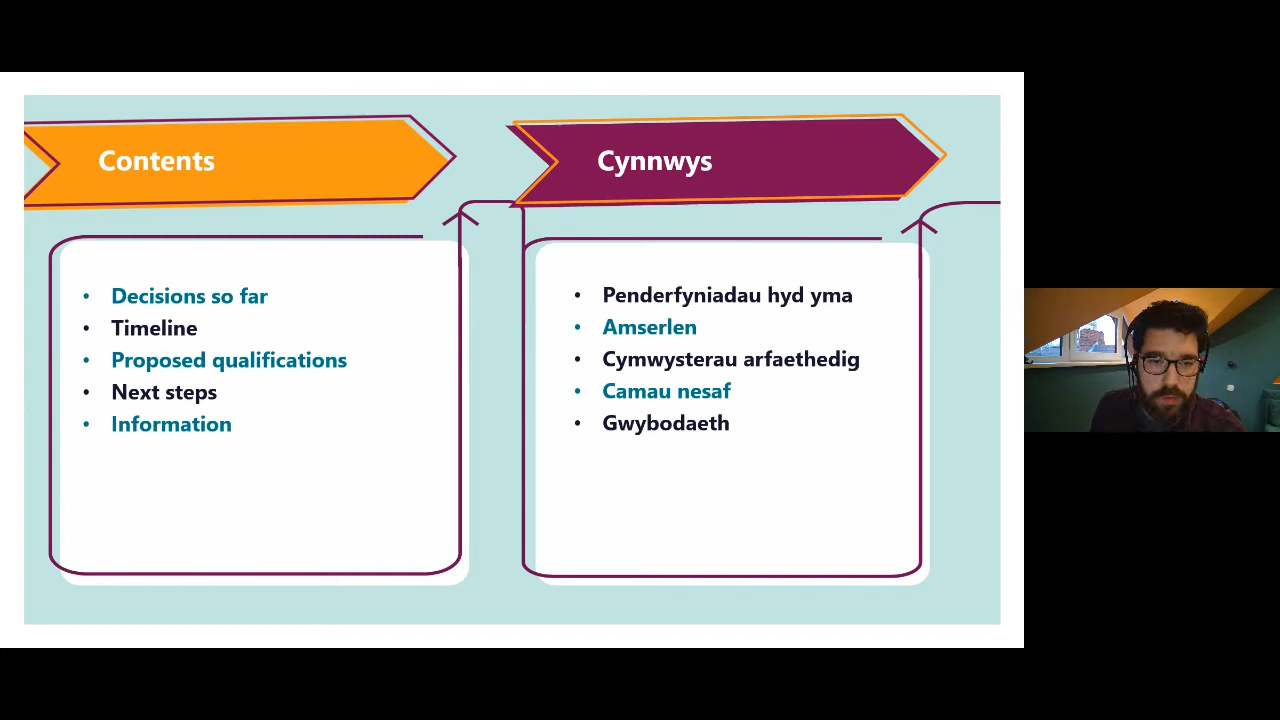 Contents
Decisions so far
Timeline
Proposed qualifications
Next steps
Information
Cynnwys
Penderfyniadau hyd yma
Amserlen
Cymwysterau arfaethedig
Camau nesaf
Gwybodaeth